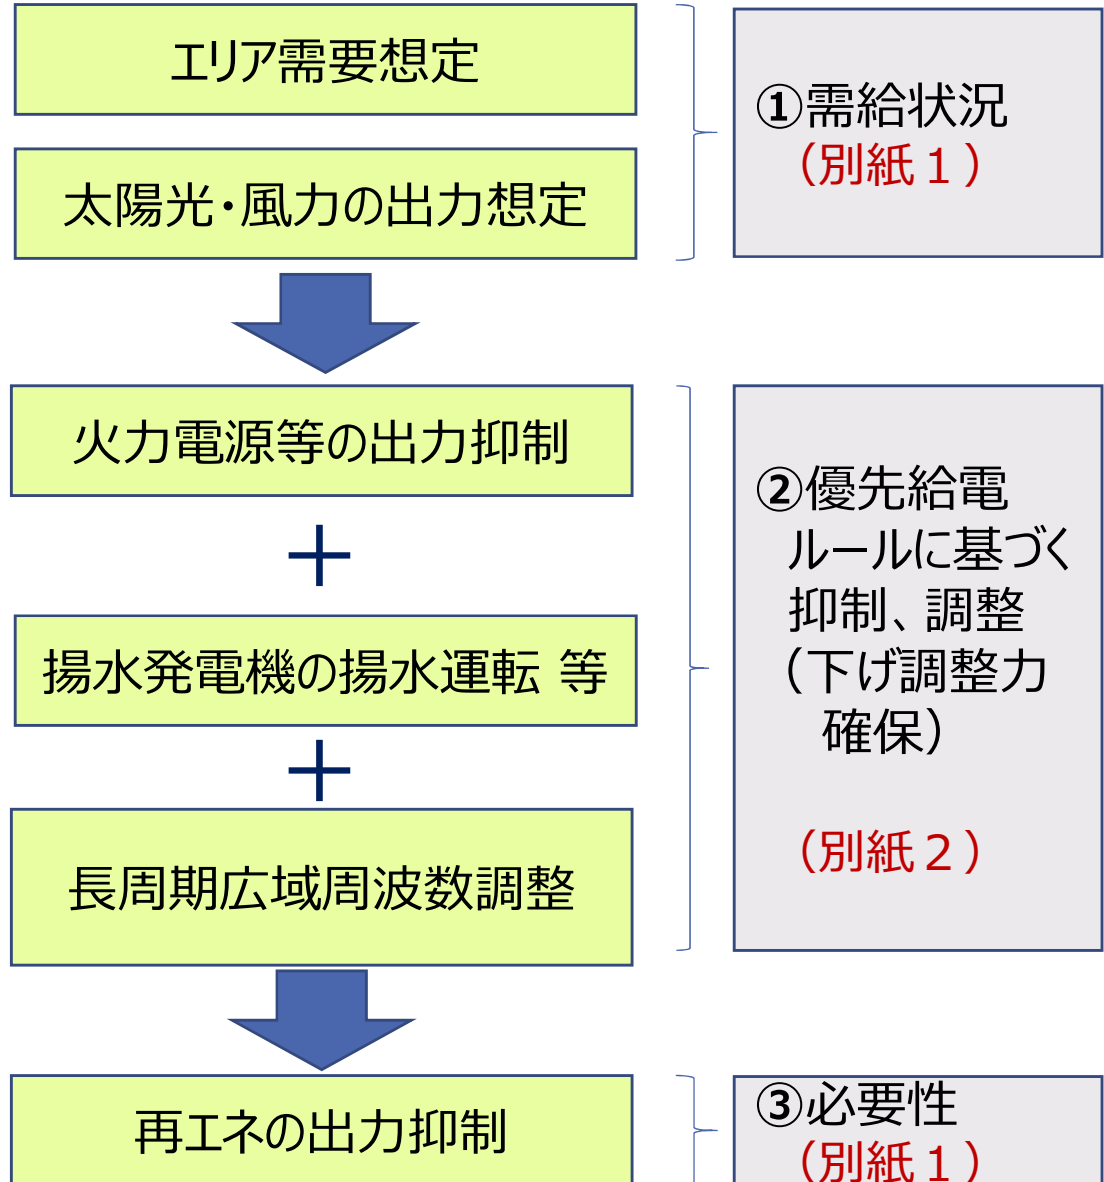 エリア需要想定
太陽光・風力の出力想定
①需給状況
（別紙１）
火力電源等の出力抑制
＋
揚水発電機の揚水運転 等
＋
長周期広域周波数調整
②優先給電
ルールに基づく
抑制、調整
（下げ調整力
確保）
（別紙２）
再エネの出力抑制
③必要性
（別紙１）